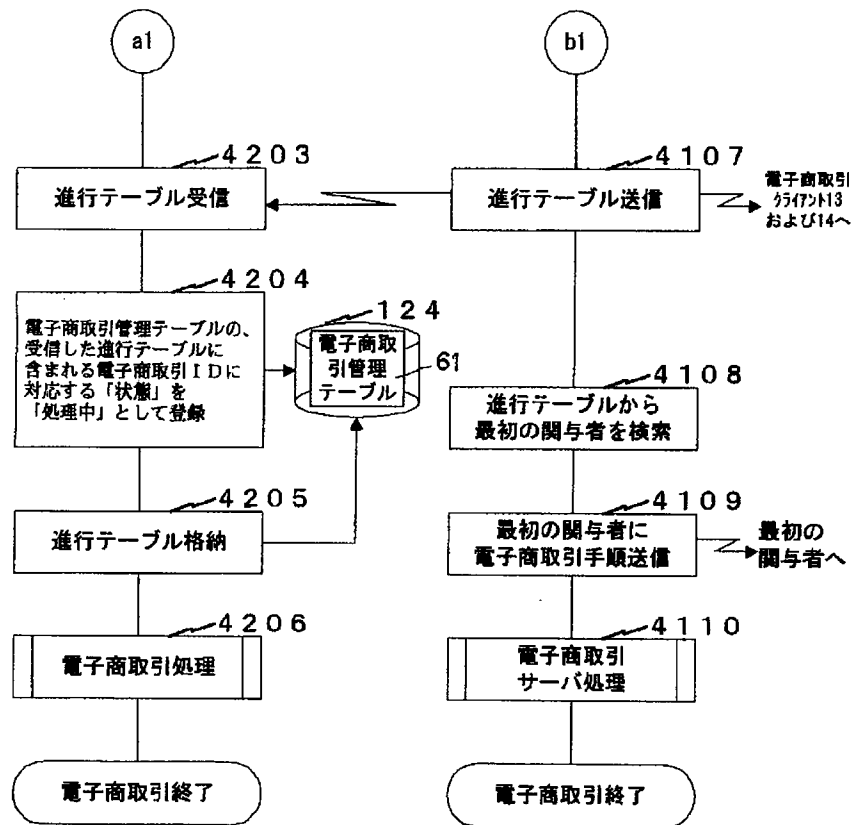 a1
b1
4203
進行テーブル受信
4107
進行テーブル送信
電子商取引
クライアント13
および14へ
4204
電子商取引管理テーブルの、
受信した進行テーブルに
含まれる電子商取引IDに
対応する「状態」を
「処理中」として登録
124
電子商取
引管理
テーブル
61
4108
進行テーブルから
最初の関与者を検索
4205
進行テーブル格納
4109
最初の関与者に
電子商取引手順送信
最初の
関与者へ
4206
電子商取引処理
4110
電子商取引
サーバ処理
電子商取引終了
電子商取引終了